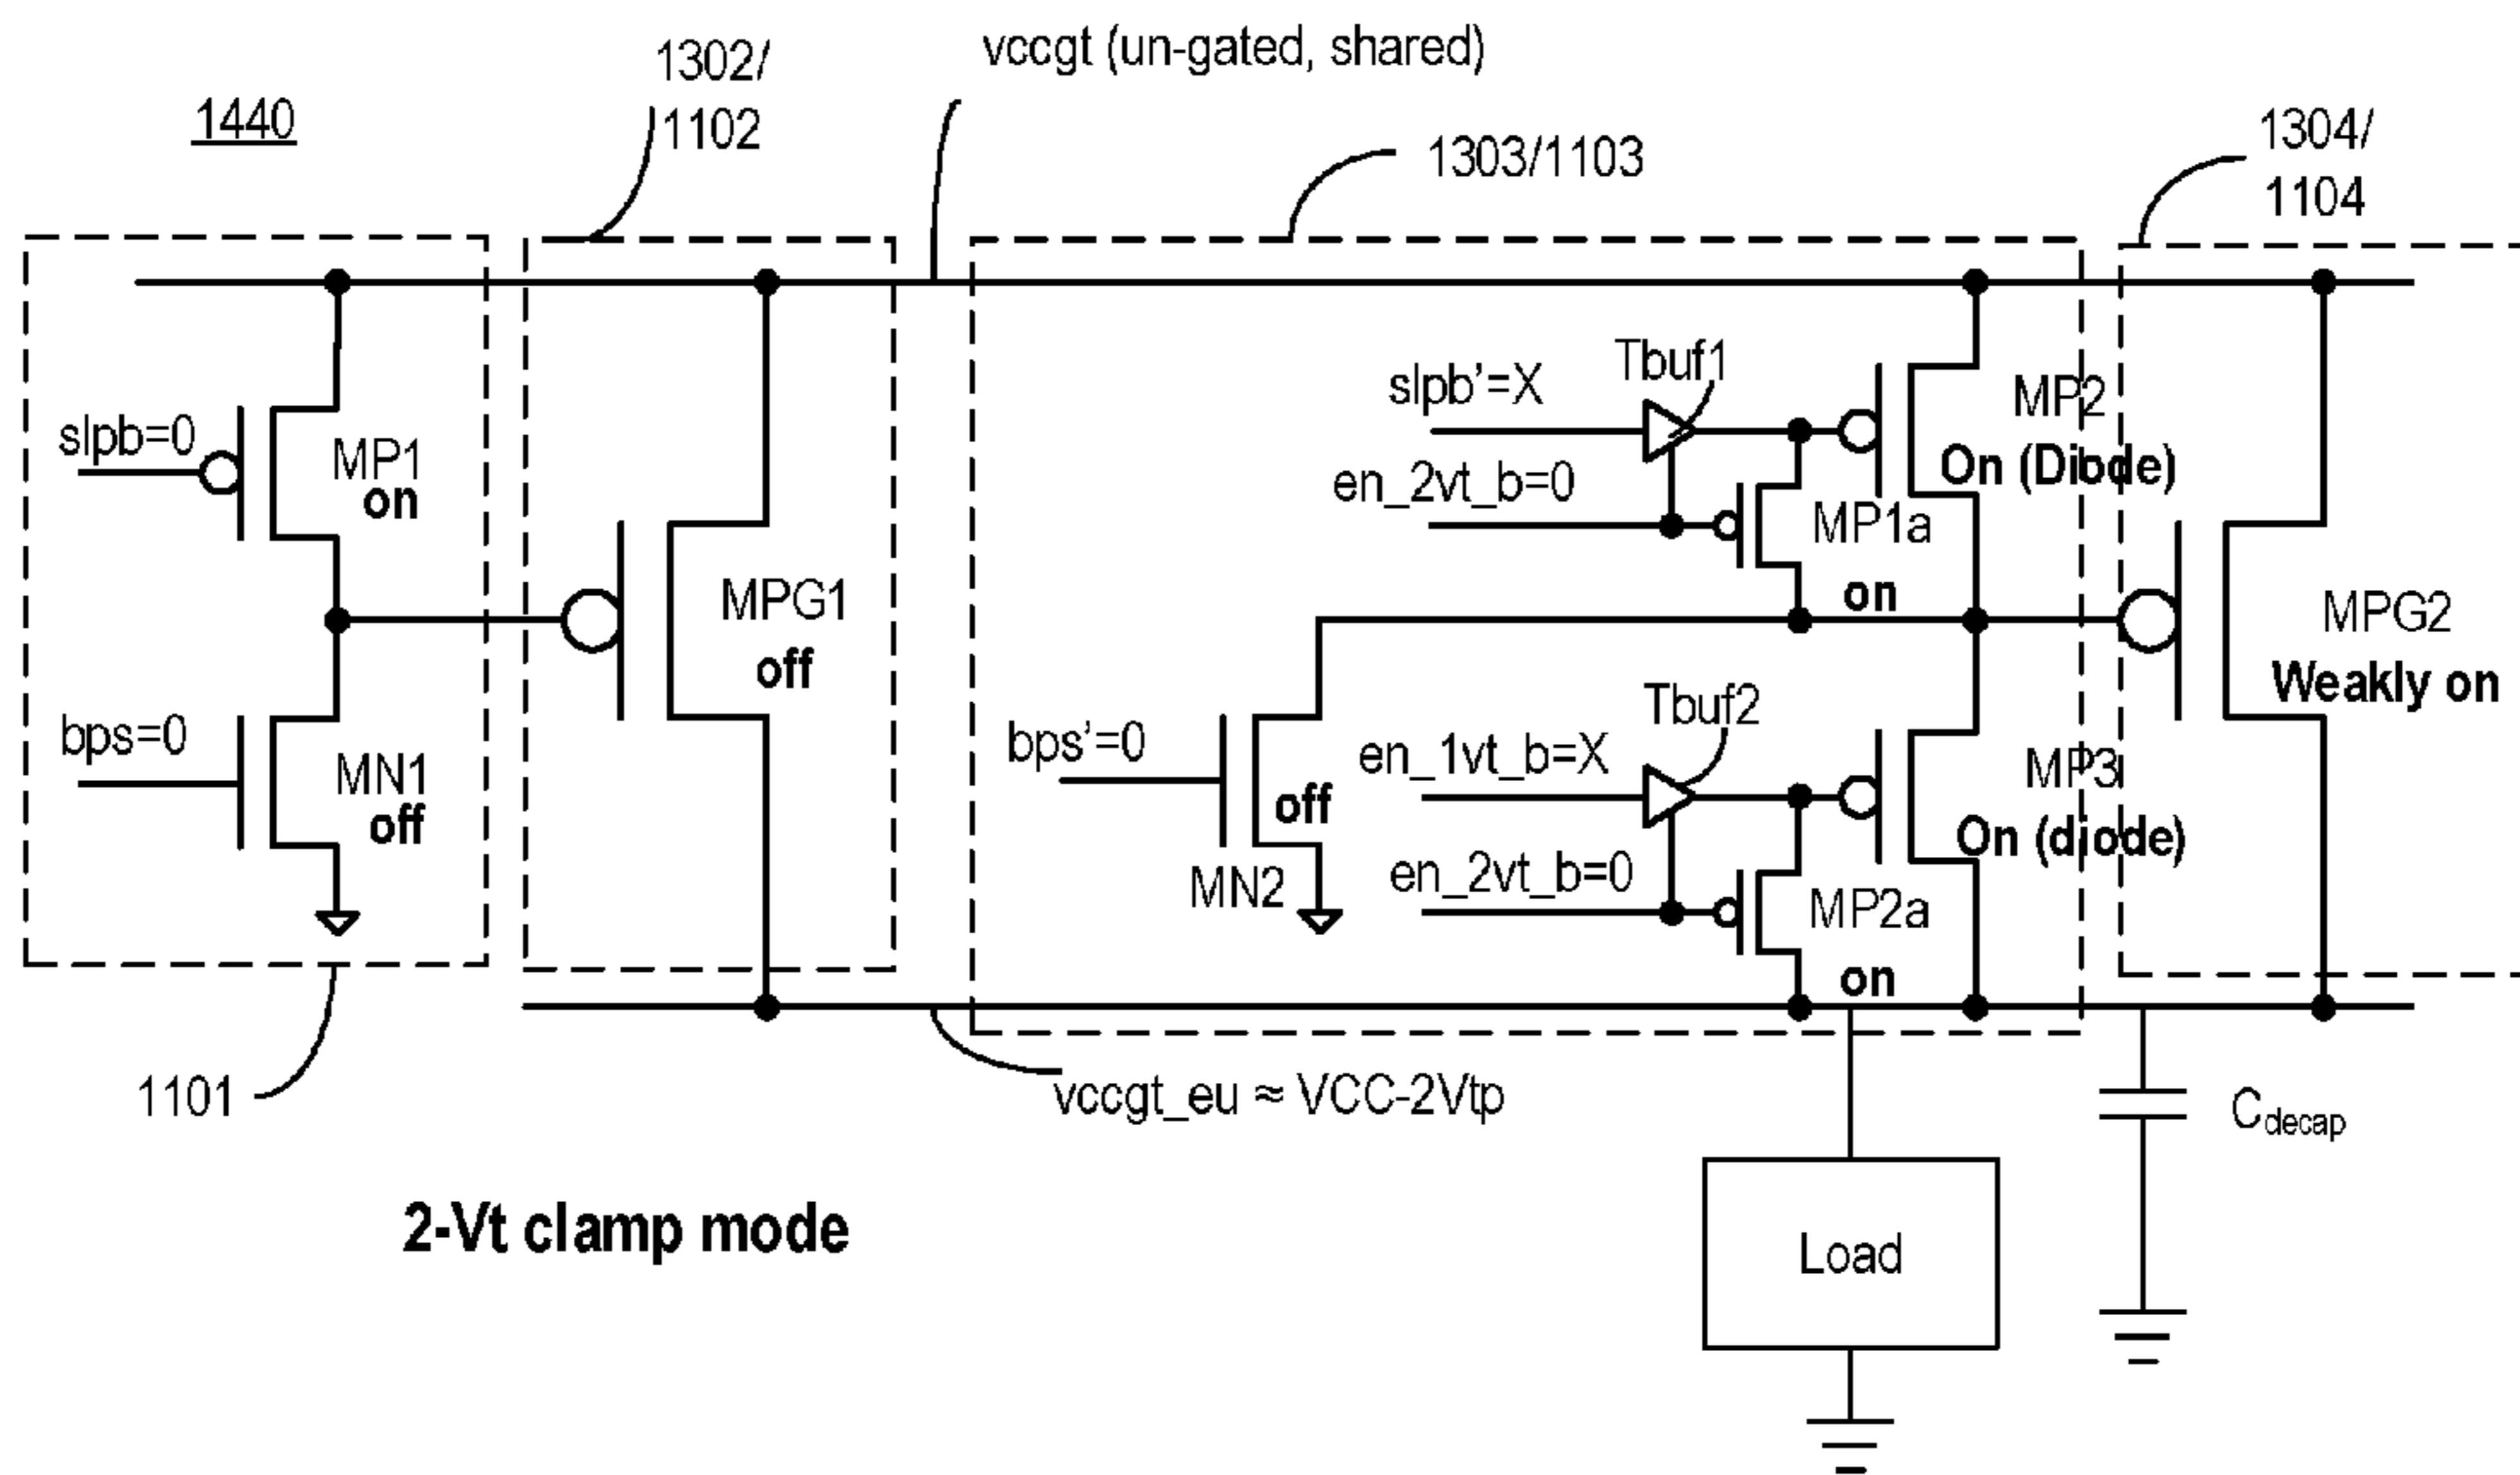 1440
1302/
1102
vccgt (un-gated, shared)
1303/1103
1304/
1104
slpb=0
MP1
on
bps=0
MN1
off
MPG1
off
slpb’=X
Tbuf1
en_2vt_b=0
MP1a
on
MP2
On (Diode)
bps’=0
off
MN2
en_1vt_b=X
Tbuf2
en_2vt_b=0
MP2a
on
MP3
On (diode)
MPG2
Weakly on
1101
vccgt_eu ≈ VCC-2Vtp
Cdecap
2-Vt clamp mode
Load